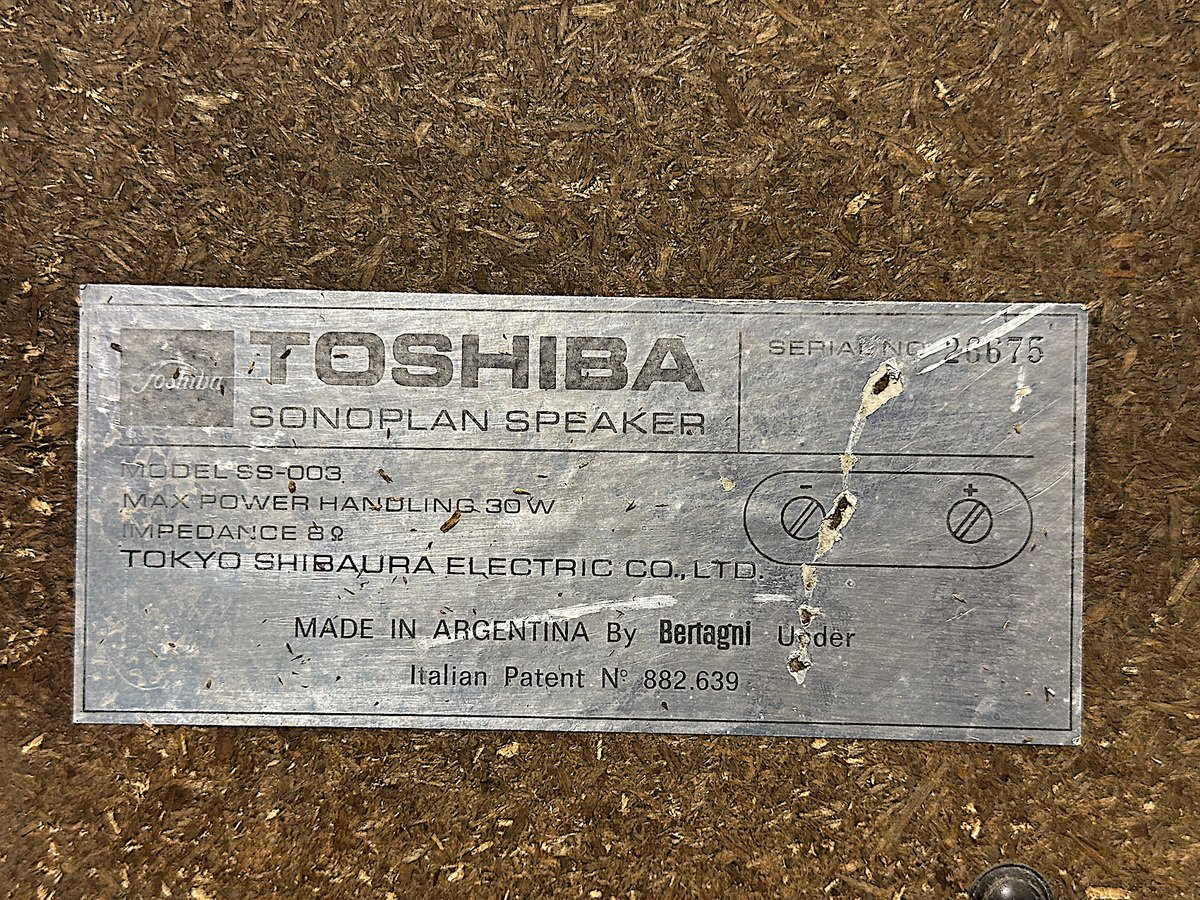 Toshiba
TOSHIBA
SONOPLAN SPEAKER
SERIAL NO. 26675
MODEL SS-003
MAX POWER HANDLING 30W
IMPEDANCE 8Ω
TOKYO SHIBAURA ELECTRIC CO., LTD.
- +
MADE IN ARGENTINA By Bertagni Under
Italian Patent N° 882.639